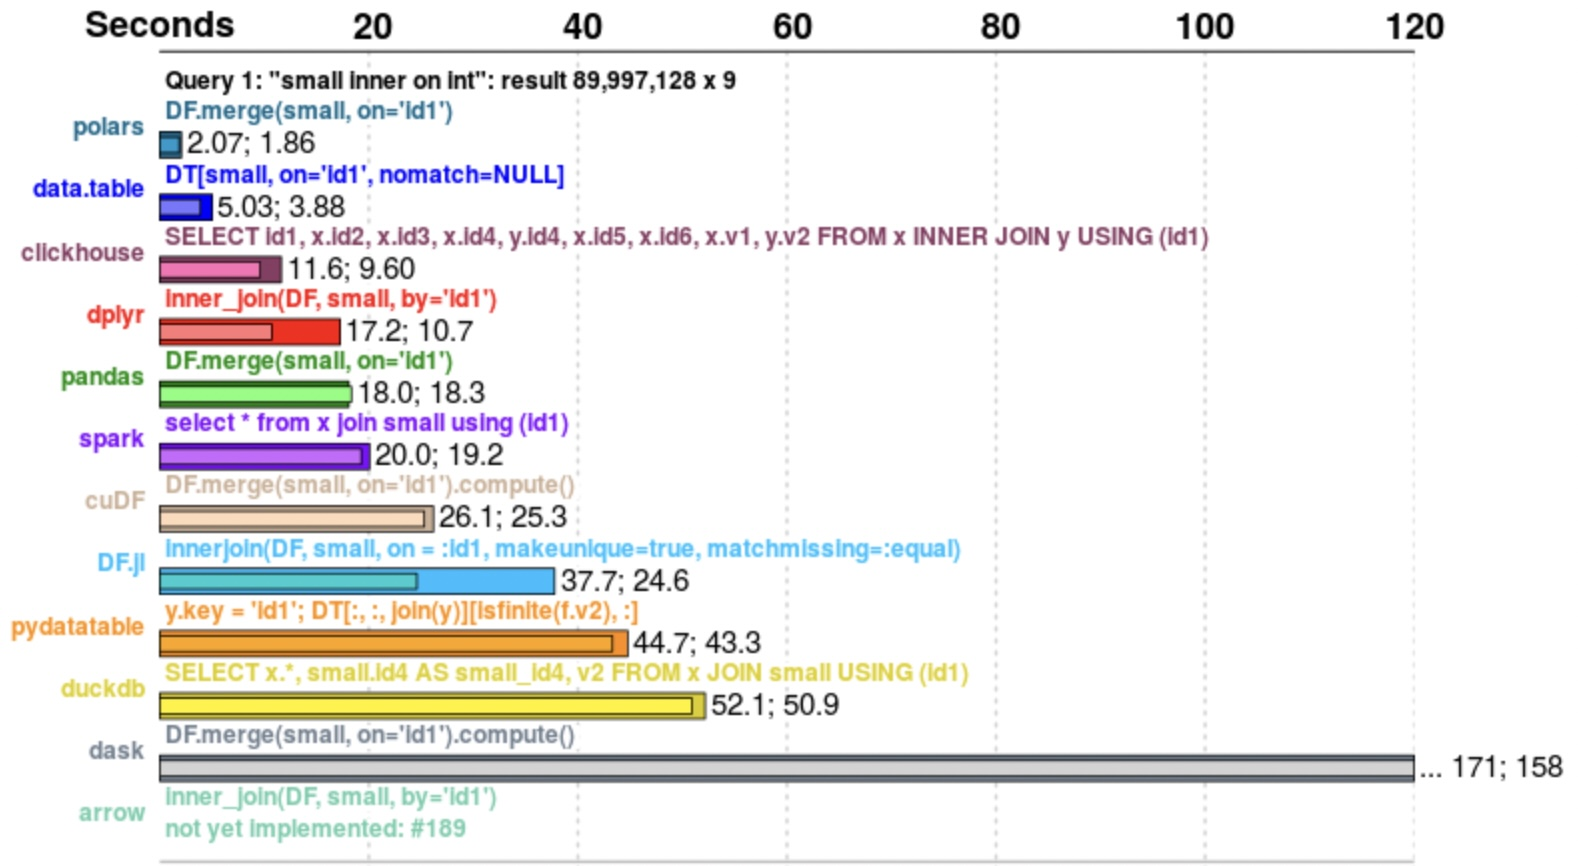 Seconds 20 40 60 80 100 120
Query 1: "small inner on int": result 89,997,128 x 9
DF.merge(small, on='id1')
polars
2.07; 1.86
DT[small, on='id1', nomatch=NULL]
data.table
5.03; 3.88
SELECT id1, x.id2, x.id3, x.id4, y.id4, x.id5, x.id6, x.v1, y.v2 FROM x INNER JOIN y USING (id1)
clickhouse
11.6; 9.60
inner_join(DF, small, by='id1')
dplyr
17.2; 10.7
DF.merge(small, on='id1')
pandas
18.0; 18.3
select * from x join small using (id1)
spark
20.0; 19.2
DF.merge(small, on='id1').compute()
cuDF
26.1; 25.3
innerjoin(DF, small, on = :id1, makeunique=true, matchmissing=:equal)
DF.jl
37.7; 24.6
y.key = 'id1'; DT[:, :, join(y)][isfinite(f.v2), :]
pydatatable
44.7; 43.3
SELECT x.*, small.id4 AS small_id4, v2 FROM x JOIN small USING (id1)
duckdb
52.1; 50.9
DF.merge(small, on='id1').compute()
dask
... 171; 158
inner_join(DF, small, by='id1')
arrow
not yet implemented: #189